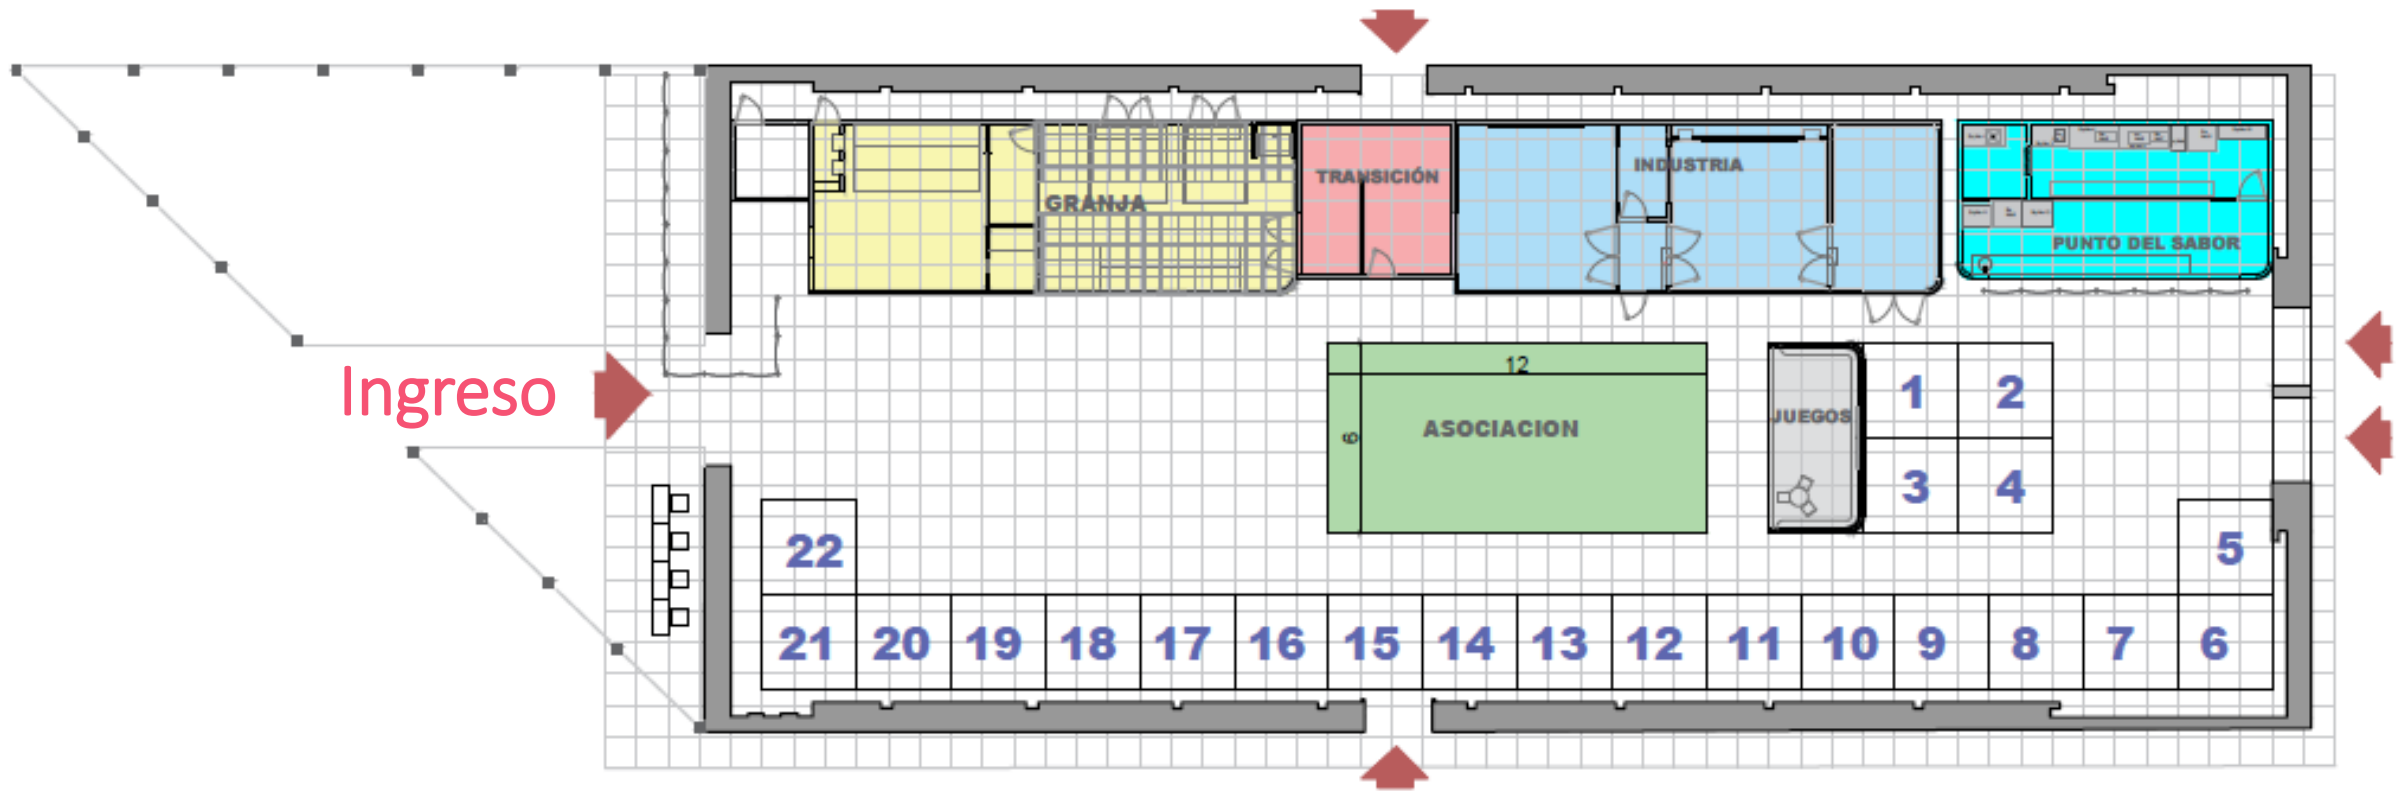 TRANSICIÓN
INDUSTRIA
GRANJA
PUNTO DEL SABOR
Ingreso
12
6
ASOCIACION
JUEGOS
1 2
3 4
22
5
21 20 19 18 17 16 15 14 13 12 11 10 9 8 7 6